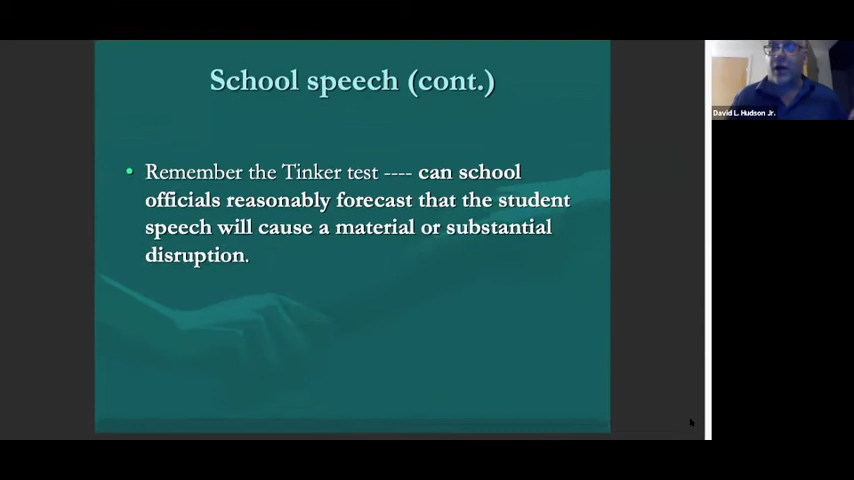 School speech (cont.)
• Remember the Tinker test ---- can school
officials reasonably forecast that the student
speech will cause a material or substantial
disruption.
David L. Hudson Jr.